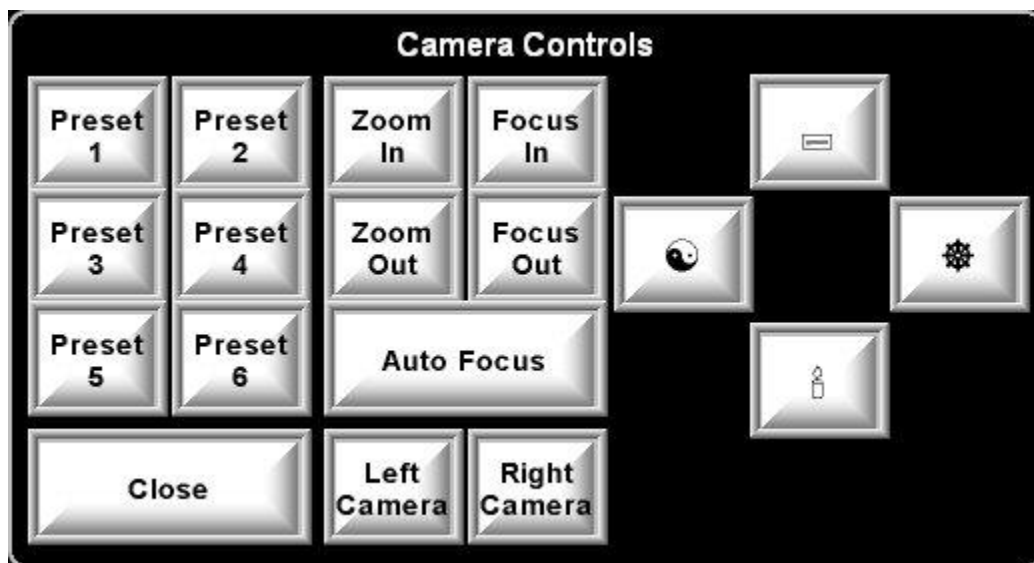 Camera Controls
Preset
1
Preset
2
Zoom
In
Focus
In
Preset
3
Preset
4
Zoom
Out
Focus
Out
Preset
5
Preset
6
Auto Focus
Close
Left
Camera
Right
Camera